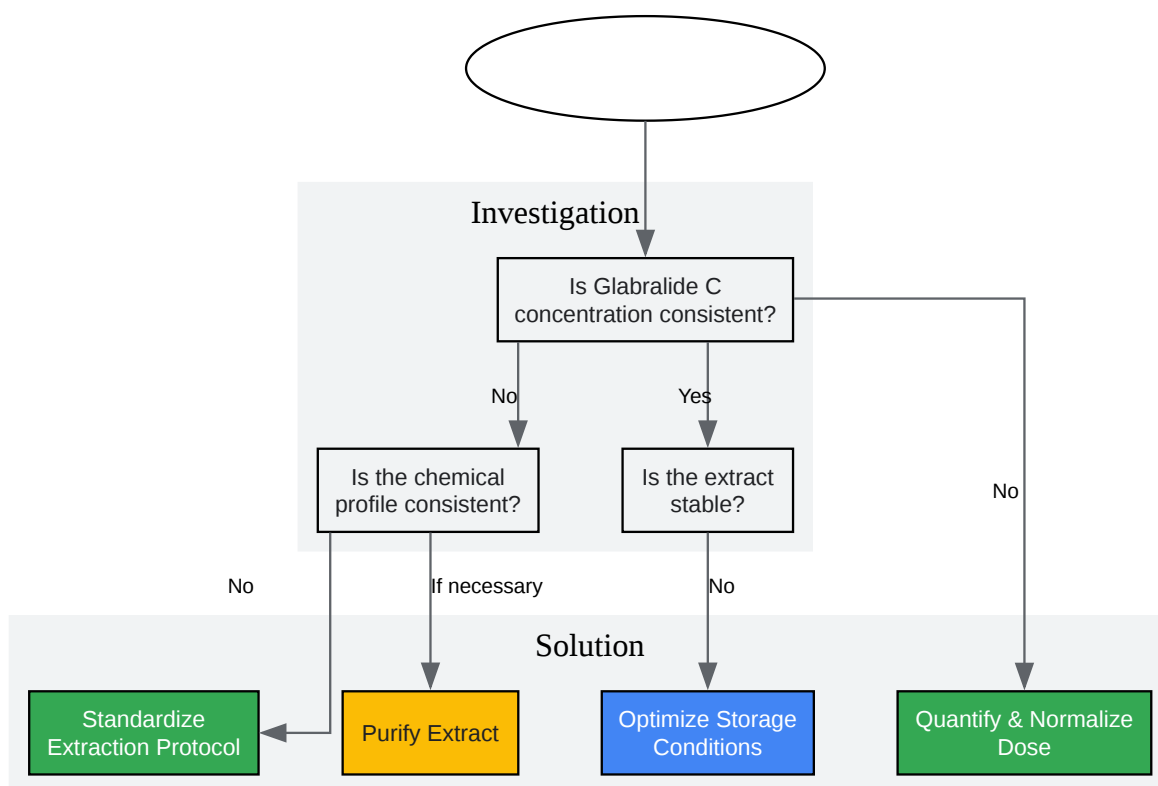 Investigation
Is Glabralide C
concentration consistent?
No
Yes
Is the chemical
profile consistent?
Is the extract
stable?
No
No
If necessary
No
Solution
Standardize
Extraction Protocol
Purify Extract
Optimize Storage
Conditions
Quantify & Normalize
Dose